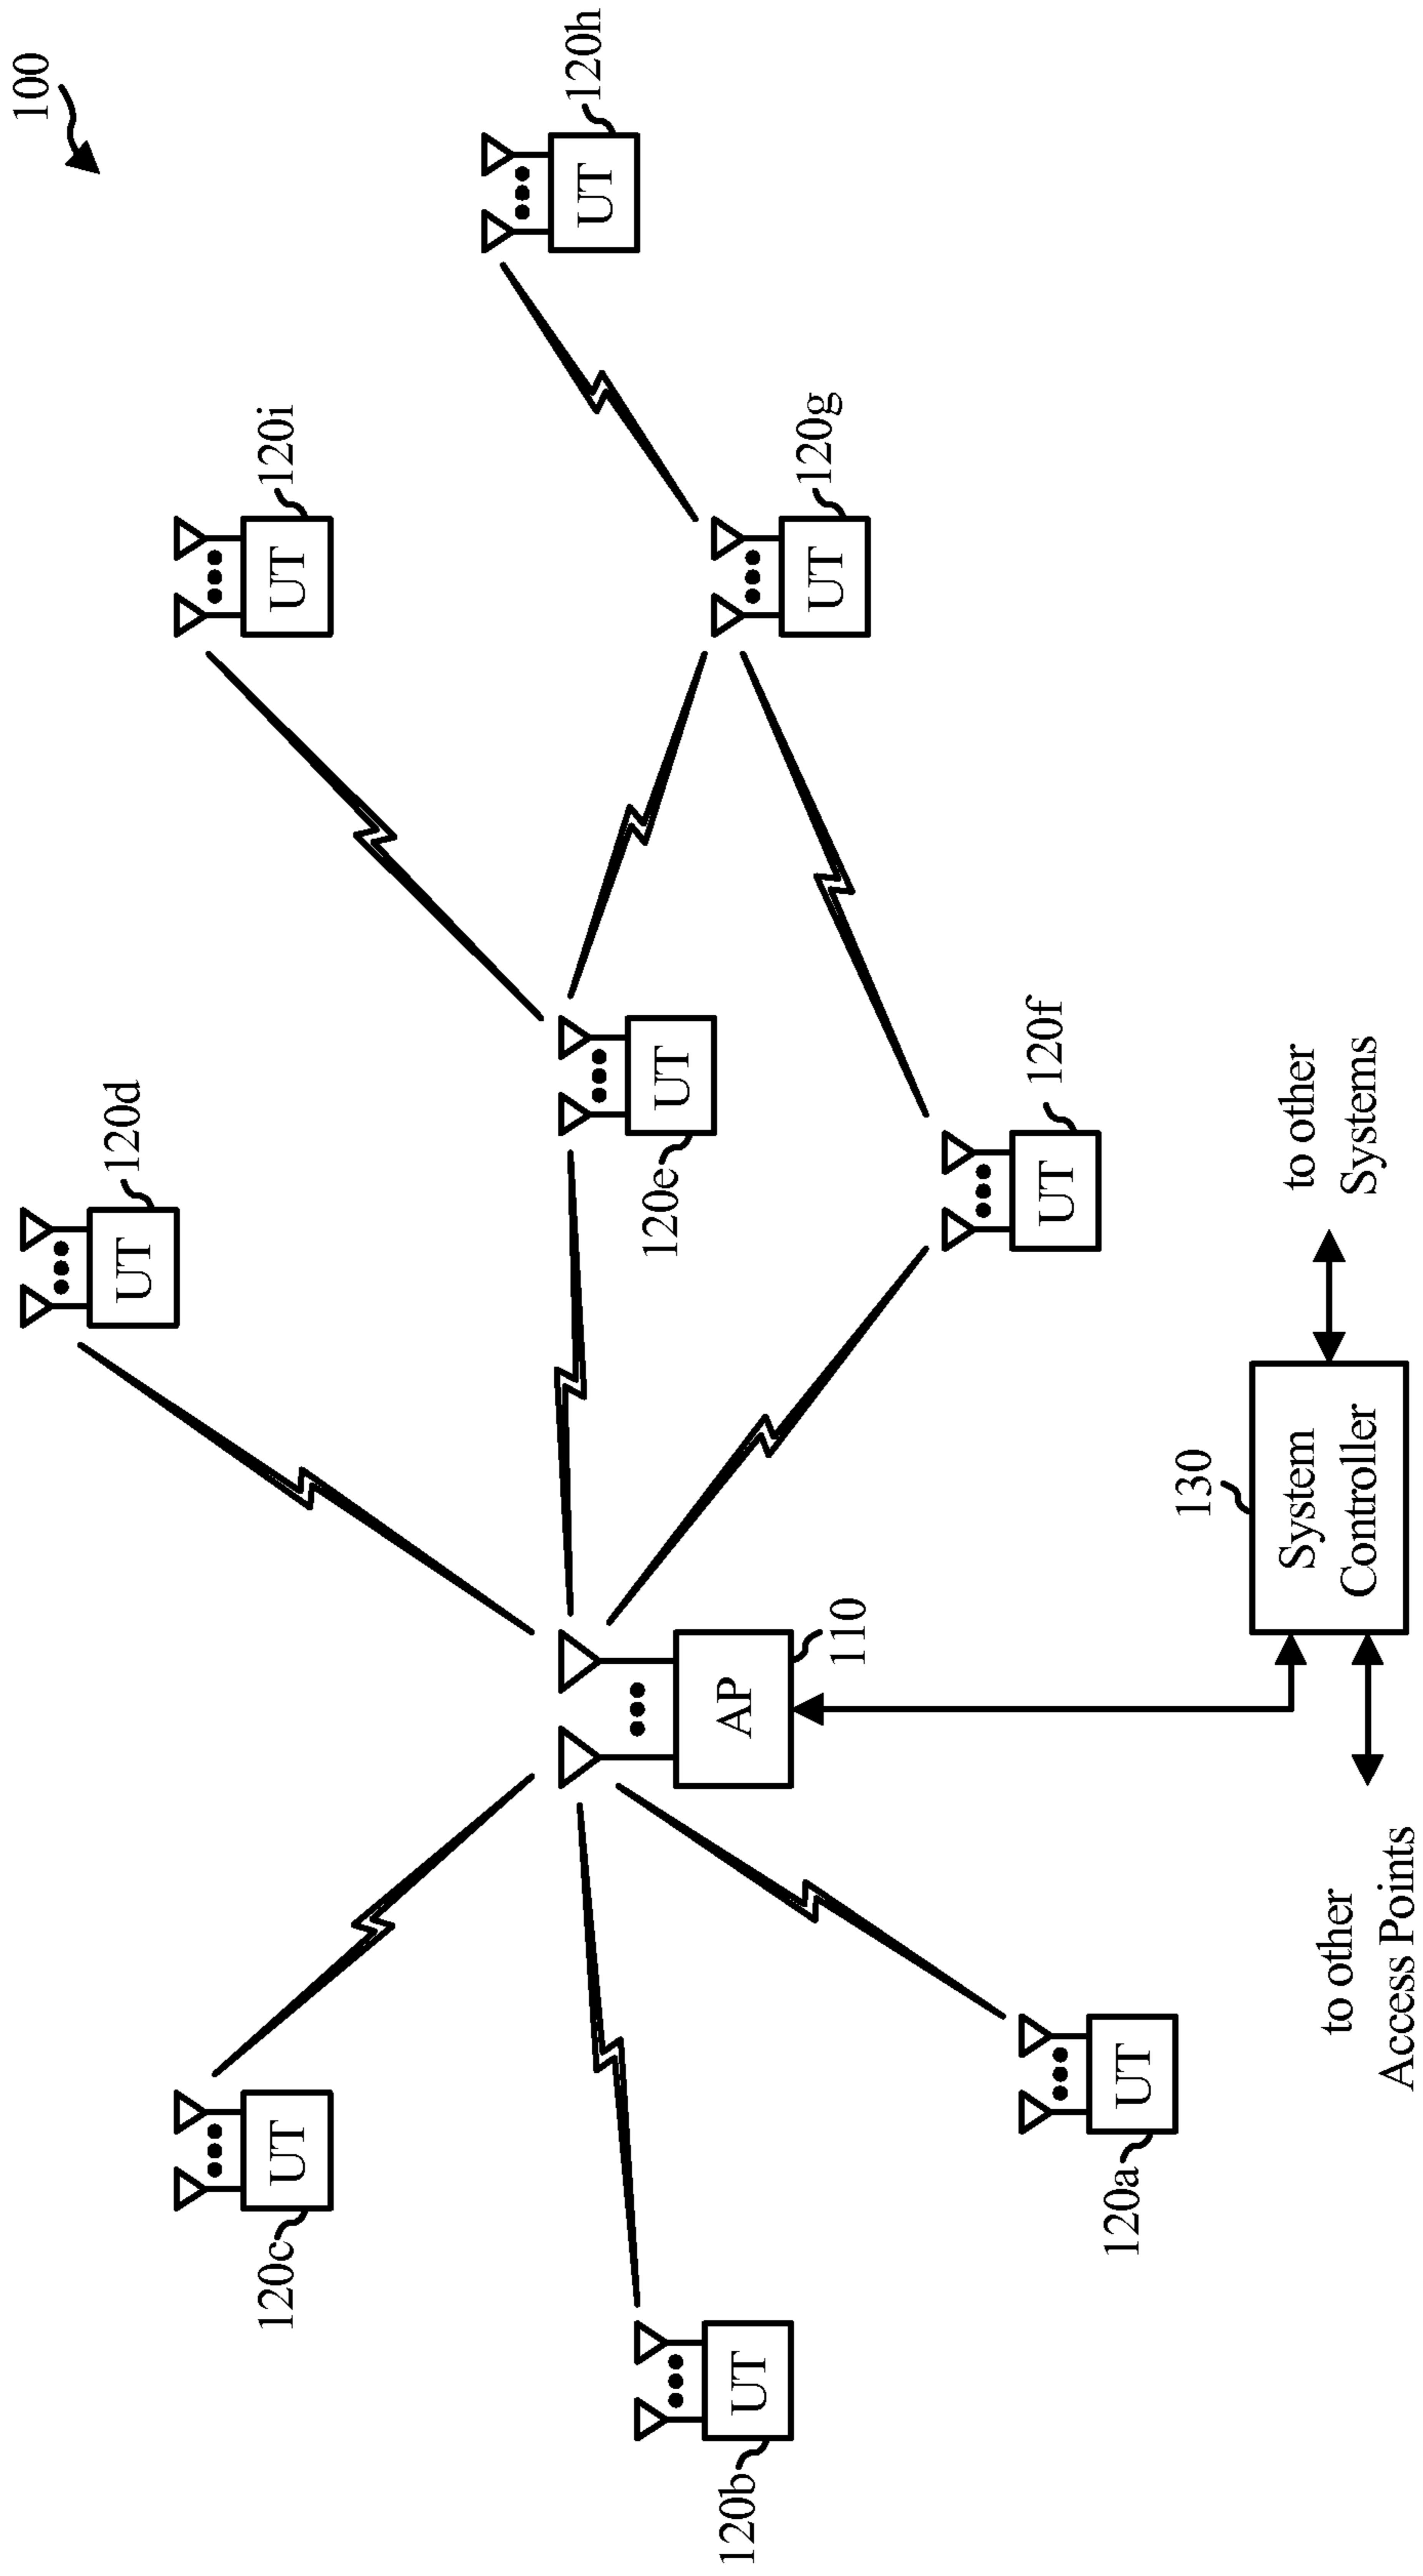 100
120d
UT
120i
UT
120h
UT
120c
UT
120e
UT
120b
UT
AP
110
120g
UT
120f
UT
120a
UT
130
System
Controller
to other
Systems
to other
Access Points